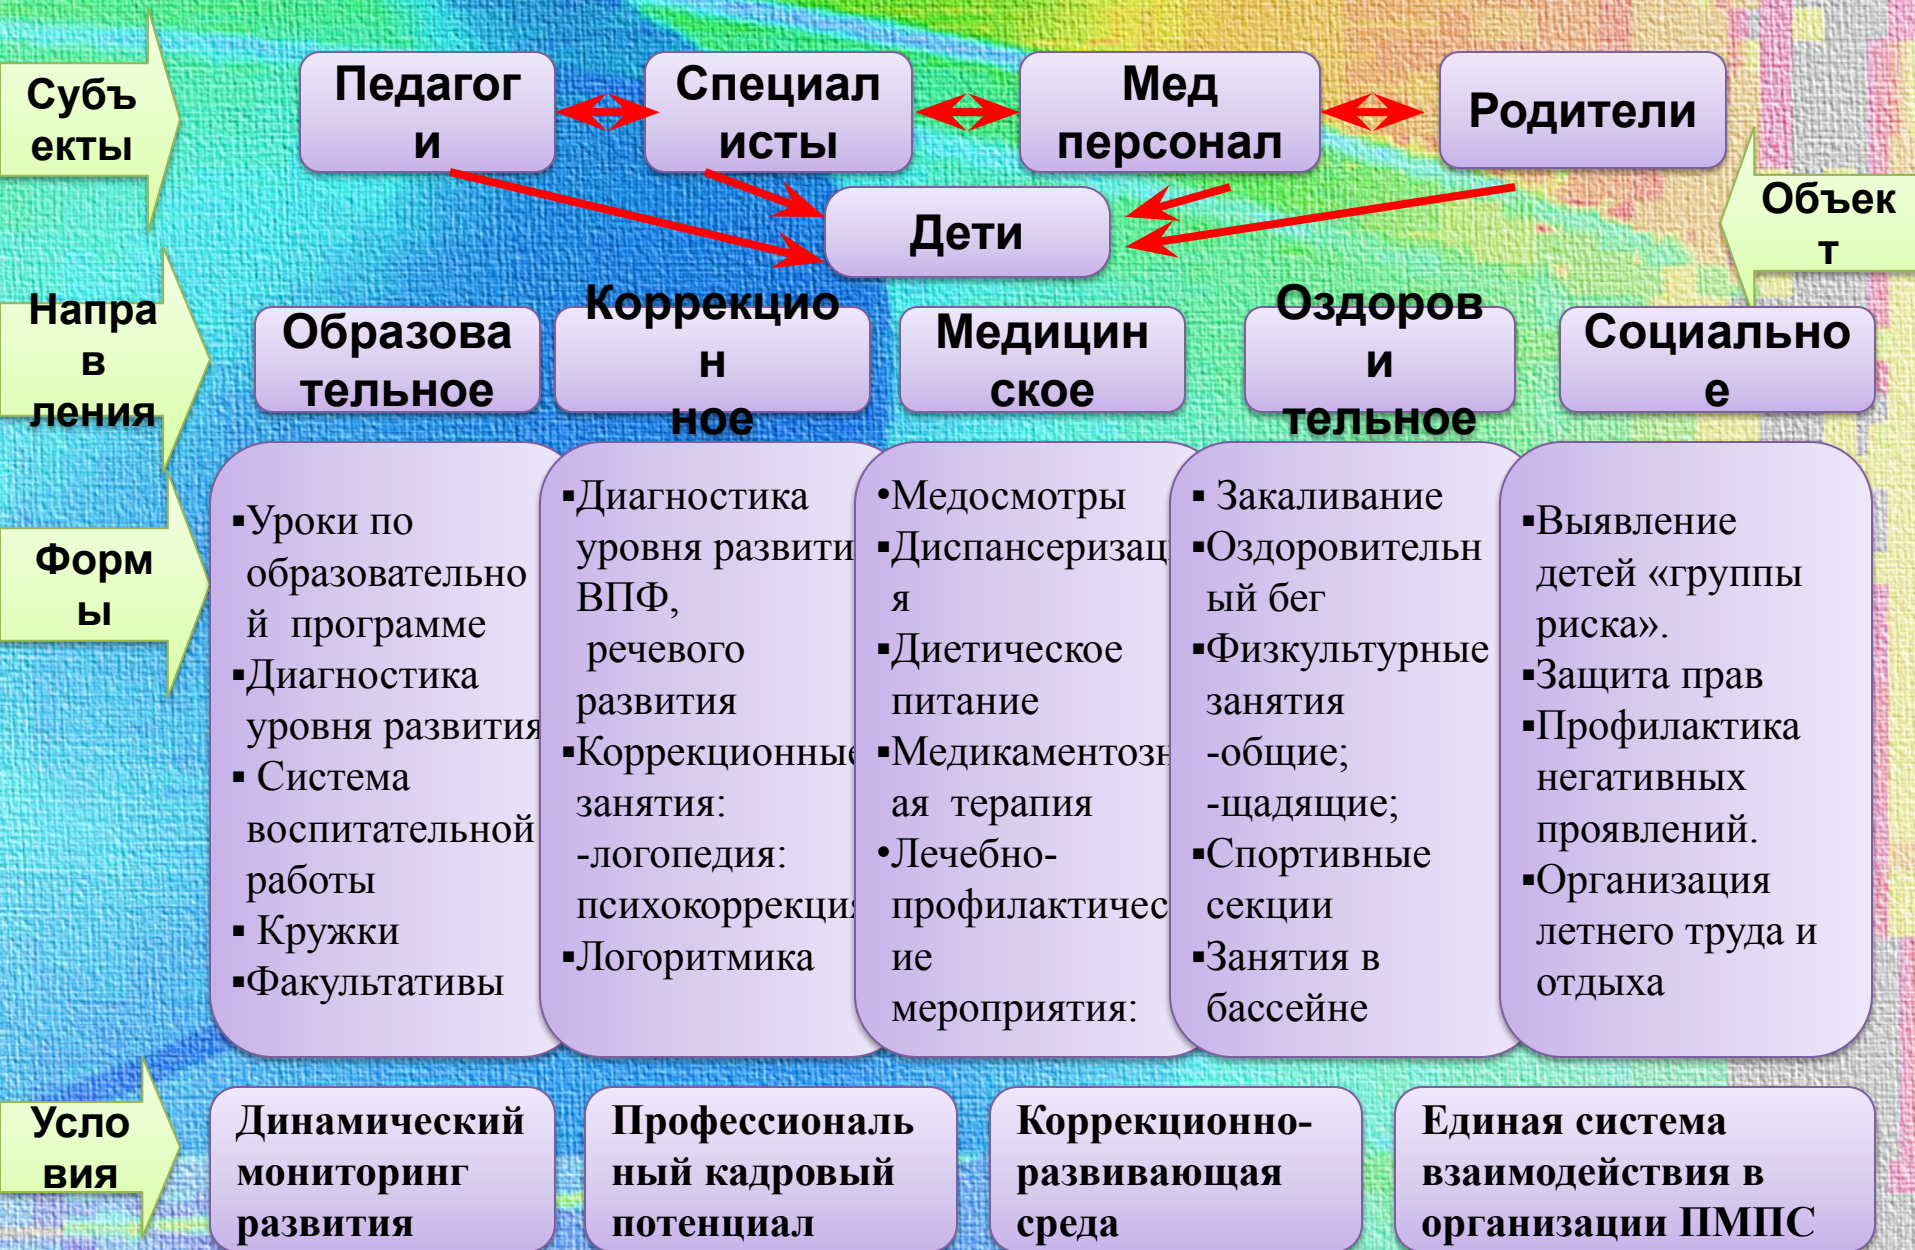 Субъ
екты
Педагог
и
Специал
исты
Мед
персонал
Родители
Объек
т
Дети
Напра
в
ления
Образова
тельное
Коррекцион
ное
Медицин
ское
Оздорови
тельное
Социально
е
Форм
ы
▪Уроки по
образовательно
й программе
▪Диагностика
уровня развития
▪ Система
воспитательной
работы
▪ Кружки
▪Факультативы
▪Диагностика
уровня развити
ВПФ,
речевого
развития
▪Коррекционные
занятия:
-логопедия:
психокоррекция
▪Логоритмика
•Медосмотры
▪Диспансеризац
я
▪Диетическое
питание
▪Медикаментозн
ая терапия
•Лечебно-
профилактичес
ие
мероприятия:
▪ Закаливание
▪Оздоровительн
ый бег
▪Физкультурные
занятия
-общие;
-щадящие;
▪Спортивные
секции
▪Занятия в
бассейне
▪Выявление
детей «группы
риска».
▪Защита прав
▪Профилактика
негативных
проявлений.
▪Организация
летнего труда и
отдыха
Усло
вия
Динамический
мониторинг
развития
Профессиональ
ный кадровый
потенциал
Коррекционно-
развивающая
среда
Единая система
взаимодействия в
организации ПМПС